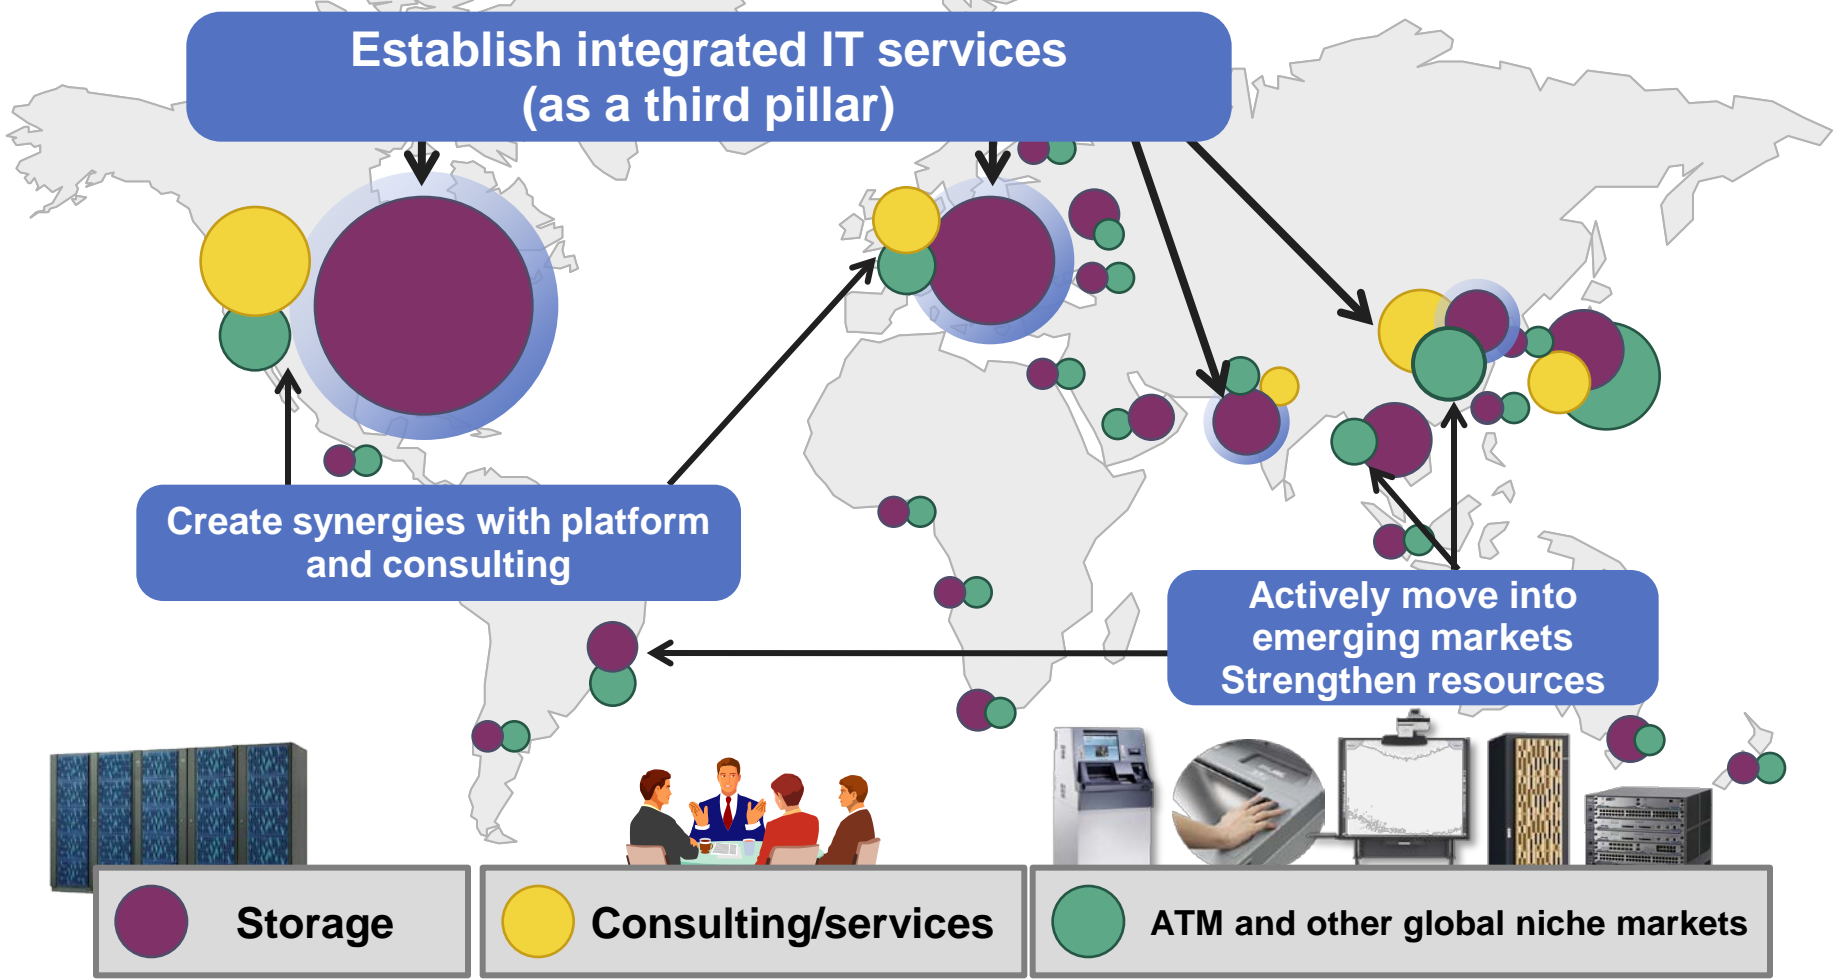 Establish integrated IT services
(as a third pillar)
Create synergies with platform
and consulting
Actively move into
emerging markets
Strengthen resources
Storage
Consulting/services
ATM and other global niche markets